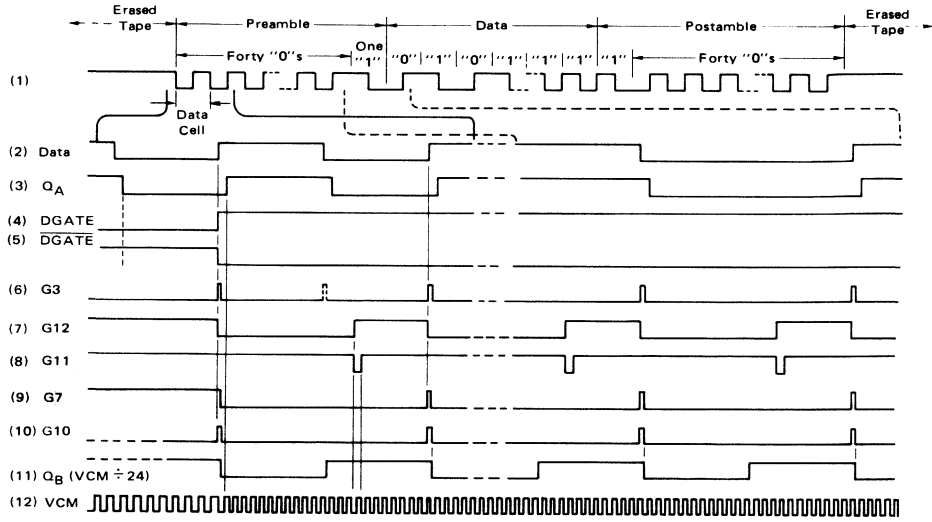 Erased Tape
Preamble
Data
Postamble
Erased Tape
Forty "0"s
One "1"
"0" "1" "0" "1" "1" "1" "1"
Forty "0"s
(1)
Data Cell
(2) Data
(3) QA
(4) DGATE
(5) DGATE
(6) G3
(7) G12
(8) G11
(9) G7
(10) G10
(11) QB (VCM ÷ 24)
(12) VCM